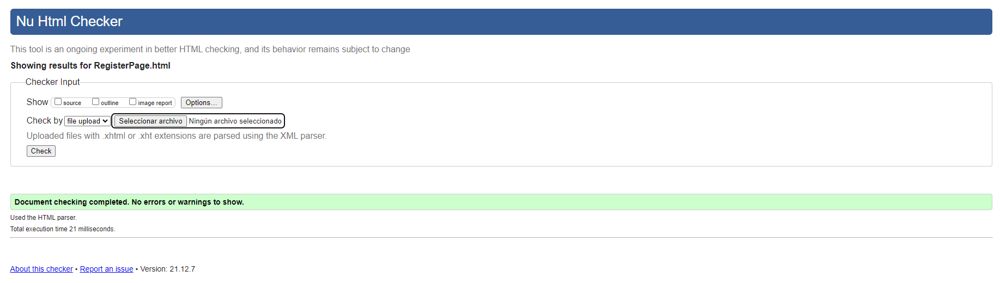 Nu Html Checker
This tool is an ongoing experiment in better HTML checking, and its behavior remains subject to change
Showing results for RegisterPage.html
Checker Input
Show source outline image report Options...
Check by file upload Seleccionar archivo Ningún archivo seleccionado
Uploaded files with .xhtml or .xht extensions are parsed using the XML parser.
Check
Document checking completed. No errors or warnings to show.
Used the HTML parser.
Total execution time 21 milliseconds.
About this checker • Report an issue • Version: 21.12.7